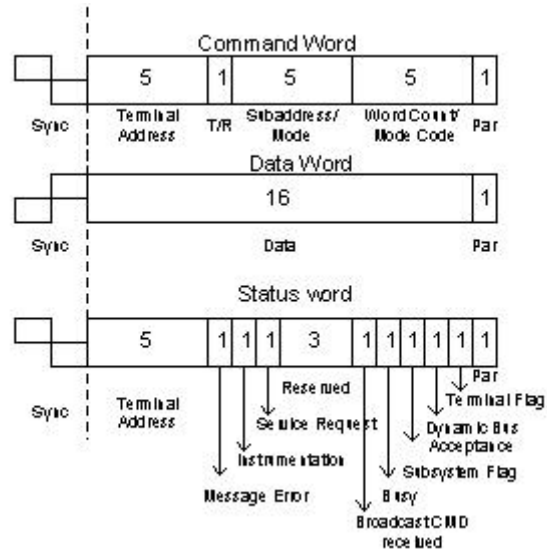 Command Word
5 1 5 5 1
Sync Terminal Address T/R Subaddress/ Mode Word Count/ Mode Code Par
Data Word
16 1
Sync Data Par
Status word
5 1 1 1 3 1 1 1 1 1 1
Sync Terminal Address Reserved Par
Terminal Flag
Service Request
Dynamic Bus Acceptance
Instrumentation
Subsystem Flag
Message Error
Busy
Broadcast CMD received